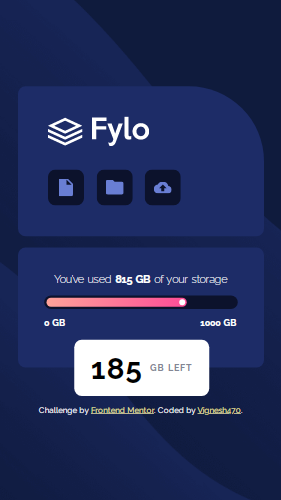 Fylo
You've used 815 GB of your storage
0 GB 1000 GB
185 GB LEFT
Challenge by Frontend Mentor. Coded by Vignesh470.